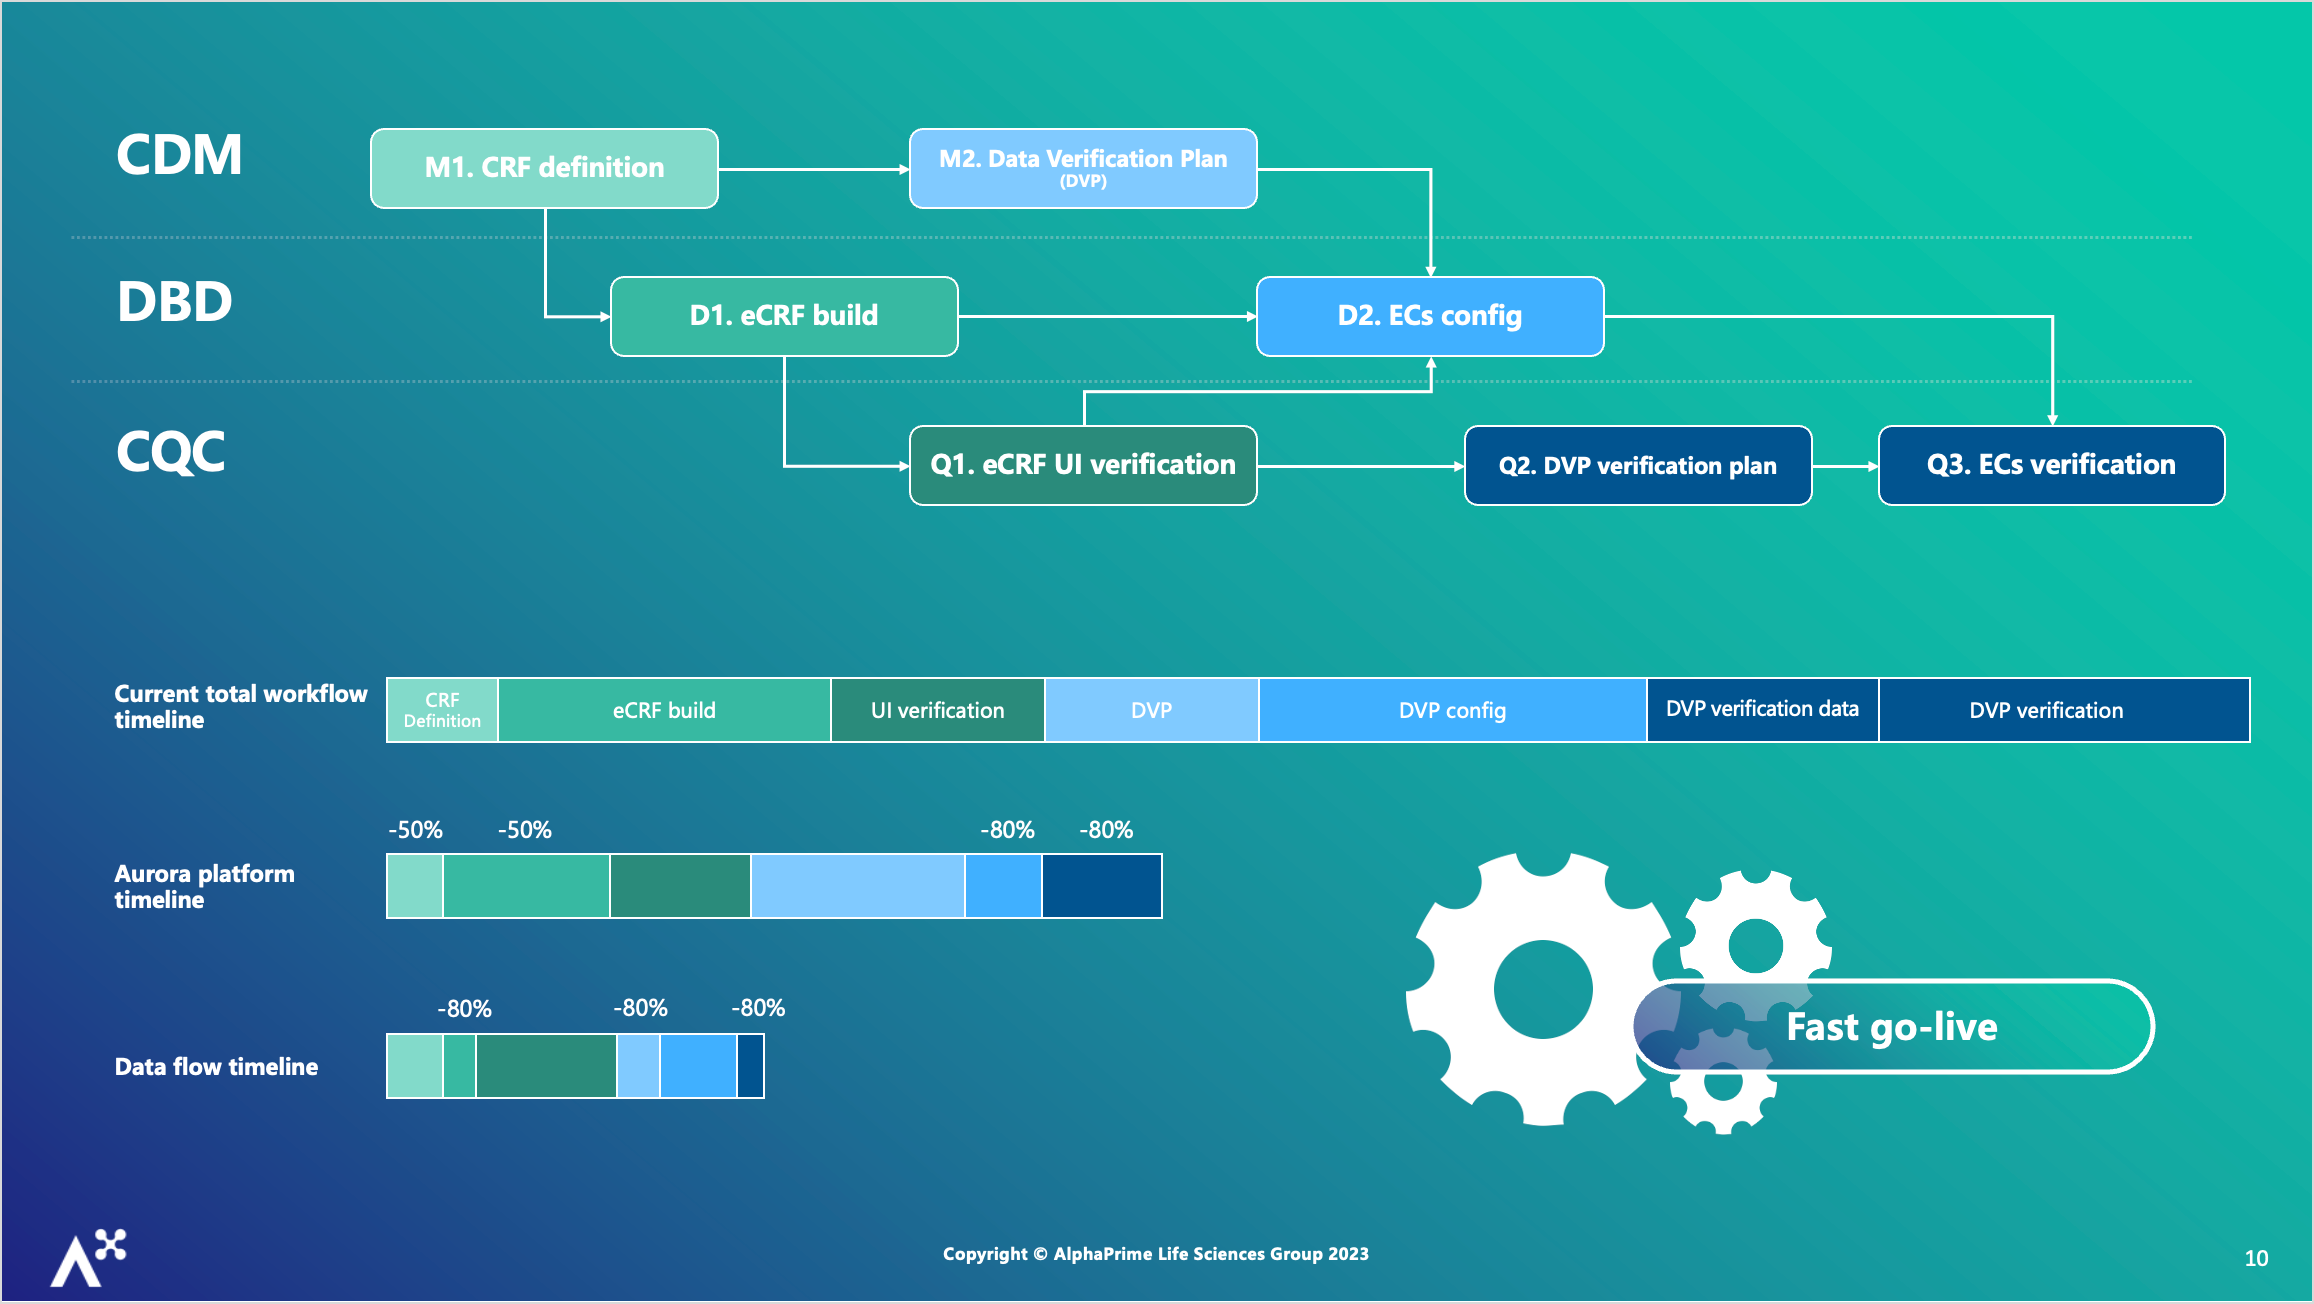 CDM
M1. CRF definition
M2. Data Verification Plan
(DVP)
DBD
D1. eCRF build
D2. ECs config
CQC
Q1. eCRF UI verification
Q2. DVP verification plan
Q3. ECs verification
Current total workflow
timeline
CRF
Definition
eCRF build
UI verification
DVP
DVP config
DVP verification data
DVP verification
-50%
-50%
-80%
-80%
Aurora platform
timeline
-80%
-80%
-80%
Data flow timeline
Fast go-live
Copyright © AlphaPrime Life Sciences Group 2023
10